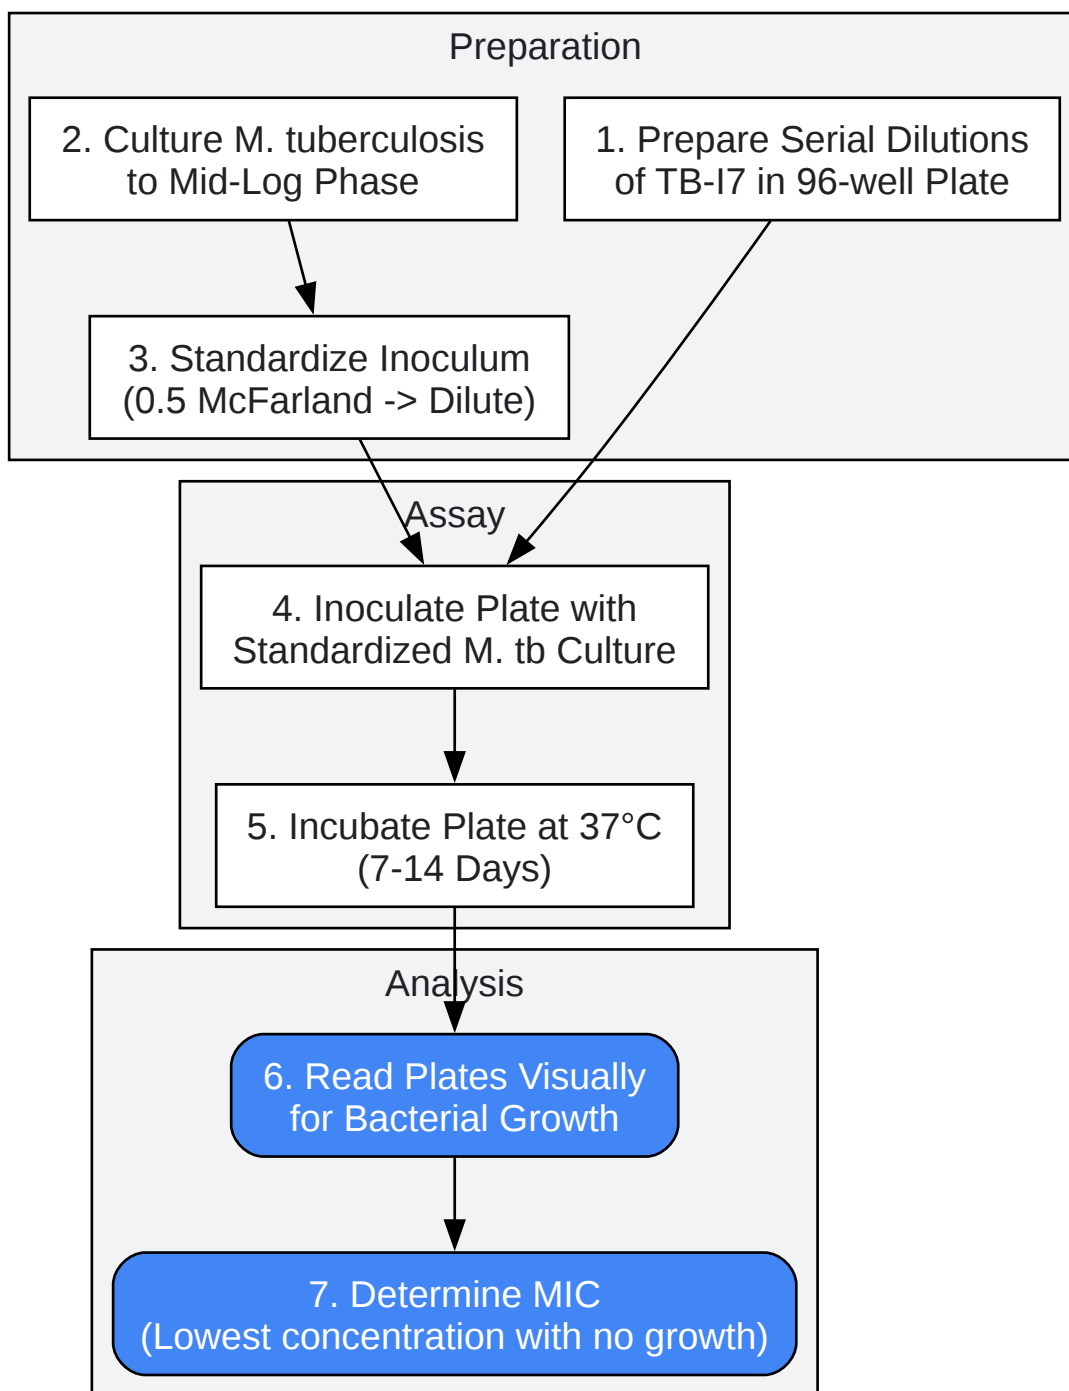 Preparation
2. Culture M. tuberculosis
to Mid-Log Phase
1. Prepare Serial Dilutions
of TB-I7 in 96-well Plate
3. Standardize Inoculum
(0.5 McFarland -> Dilute)
Assay
4. Inoculate Plate with
Standardized M. tb Culture
5. Incubate Plate at 37°C
(7-14 Days)
Analysis
6. Read Plates Visually
for Bacterial Growth
7. Determine MIC
(Lowest concentration with no growth)